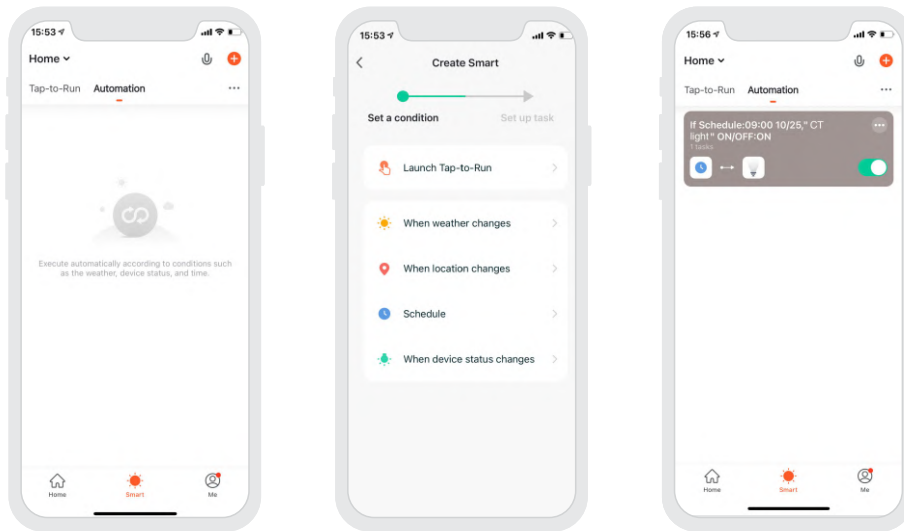 15:53
Home
Tap-to-Run Automation
Execute automatically according to conditions such
as the weather, device status, and time.
Home Smart Me
15:53
Create Smart
Set a condition Set up task
Launch Tap-to-Run
When weather changes
When location changes
Schedule
When device status changes
15:56
Home
Tap-to-Run Automation
If Schedule:09:00 10/25," CT
light" ON/OFF:ON
1 tasks
Home Smart Me